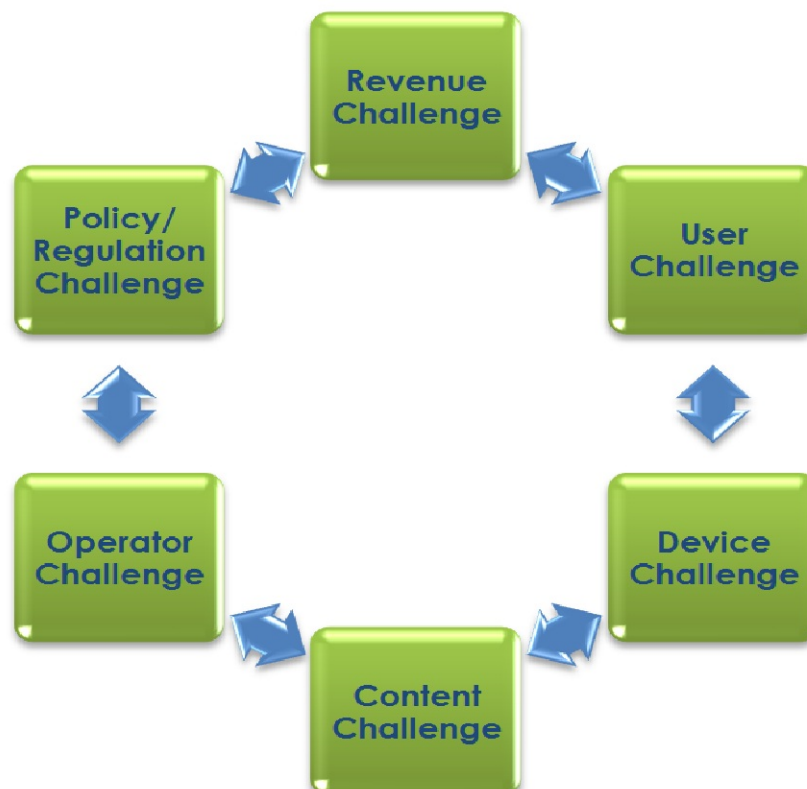 Revenue
Challenge
Policy/
Regulation
Challenge
User
Challenge
Operator
Challenge
Device
Challenge
Content
Challenge